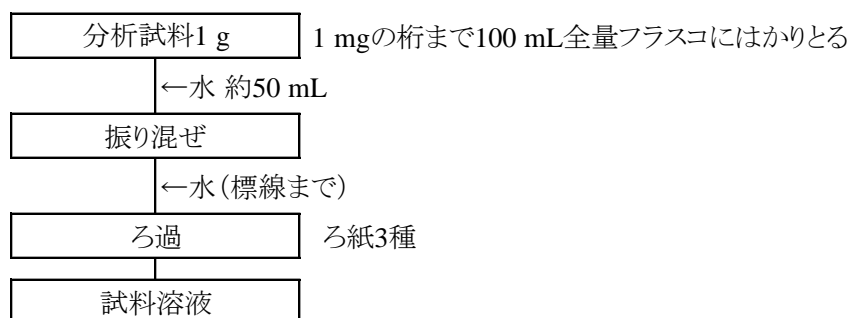 分析試料1 g 1 mgの桁まで100 mL全量フラスコにはかりとる
←水 約50 mL
振り混ぜ
←水（標線まで）
ろ過 ろ紙3種
試料溶液